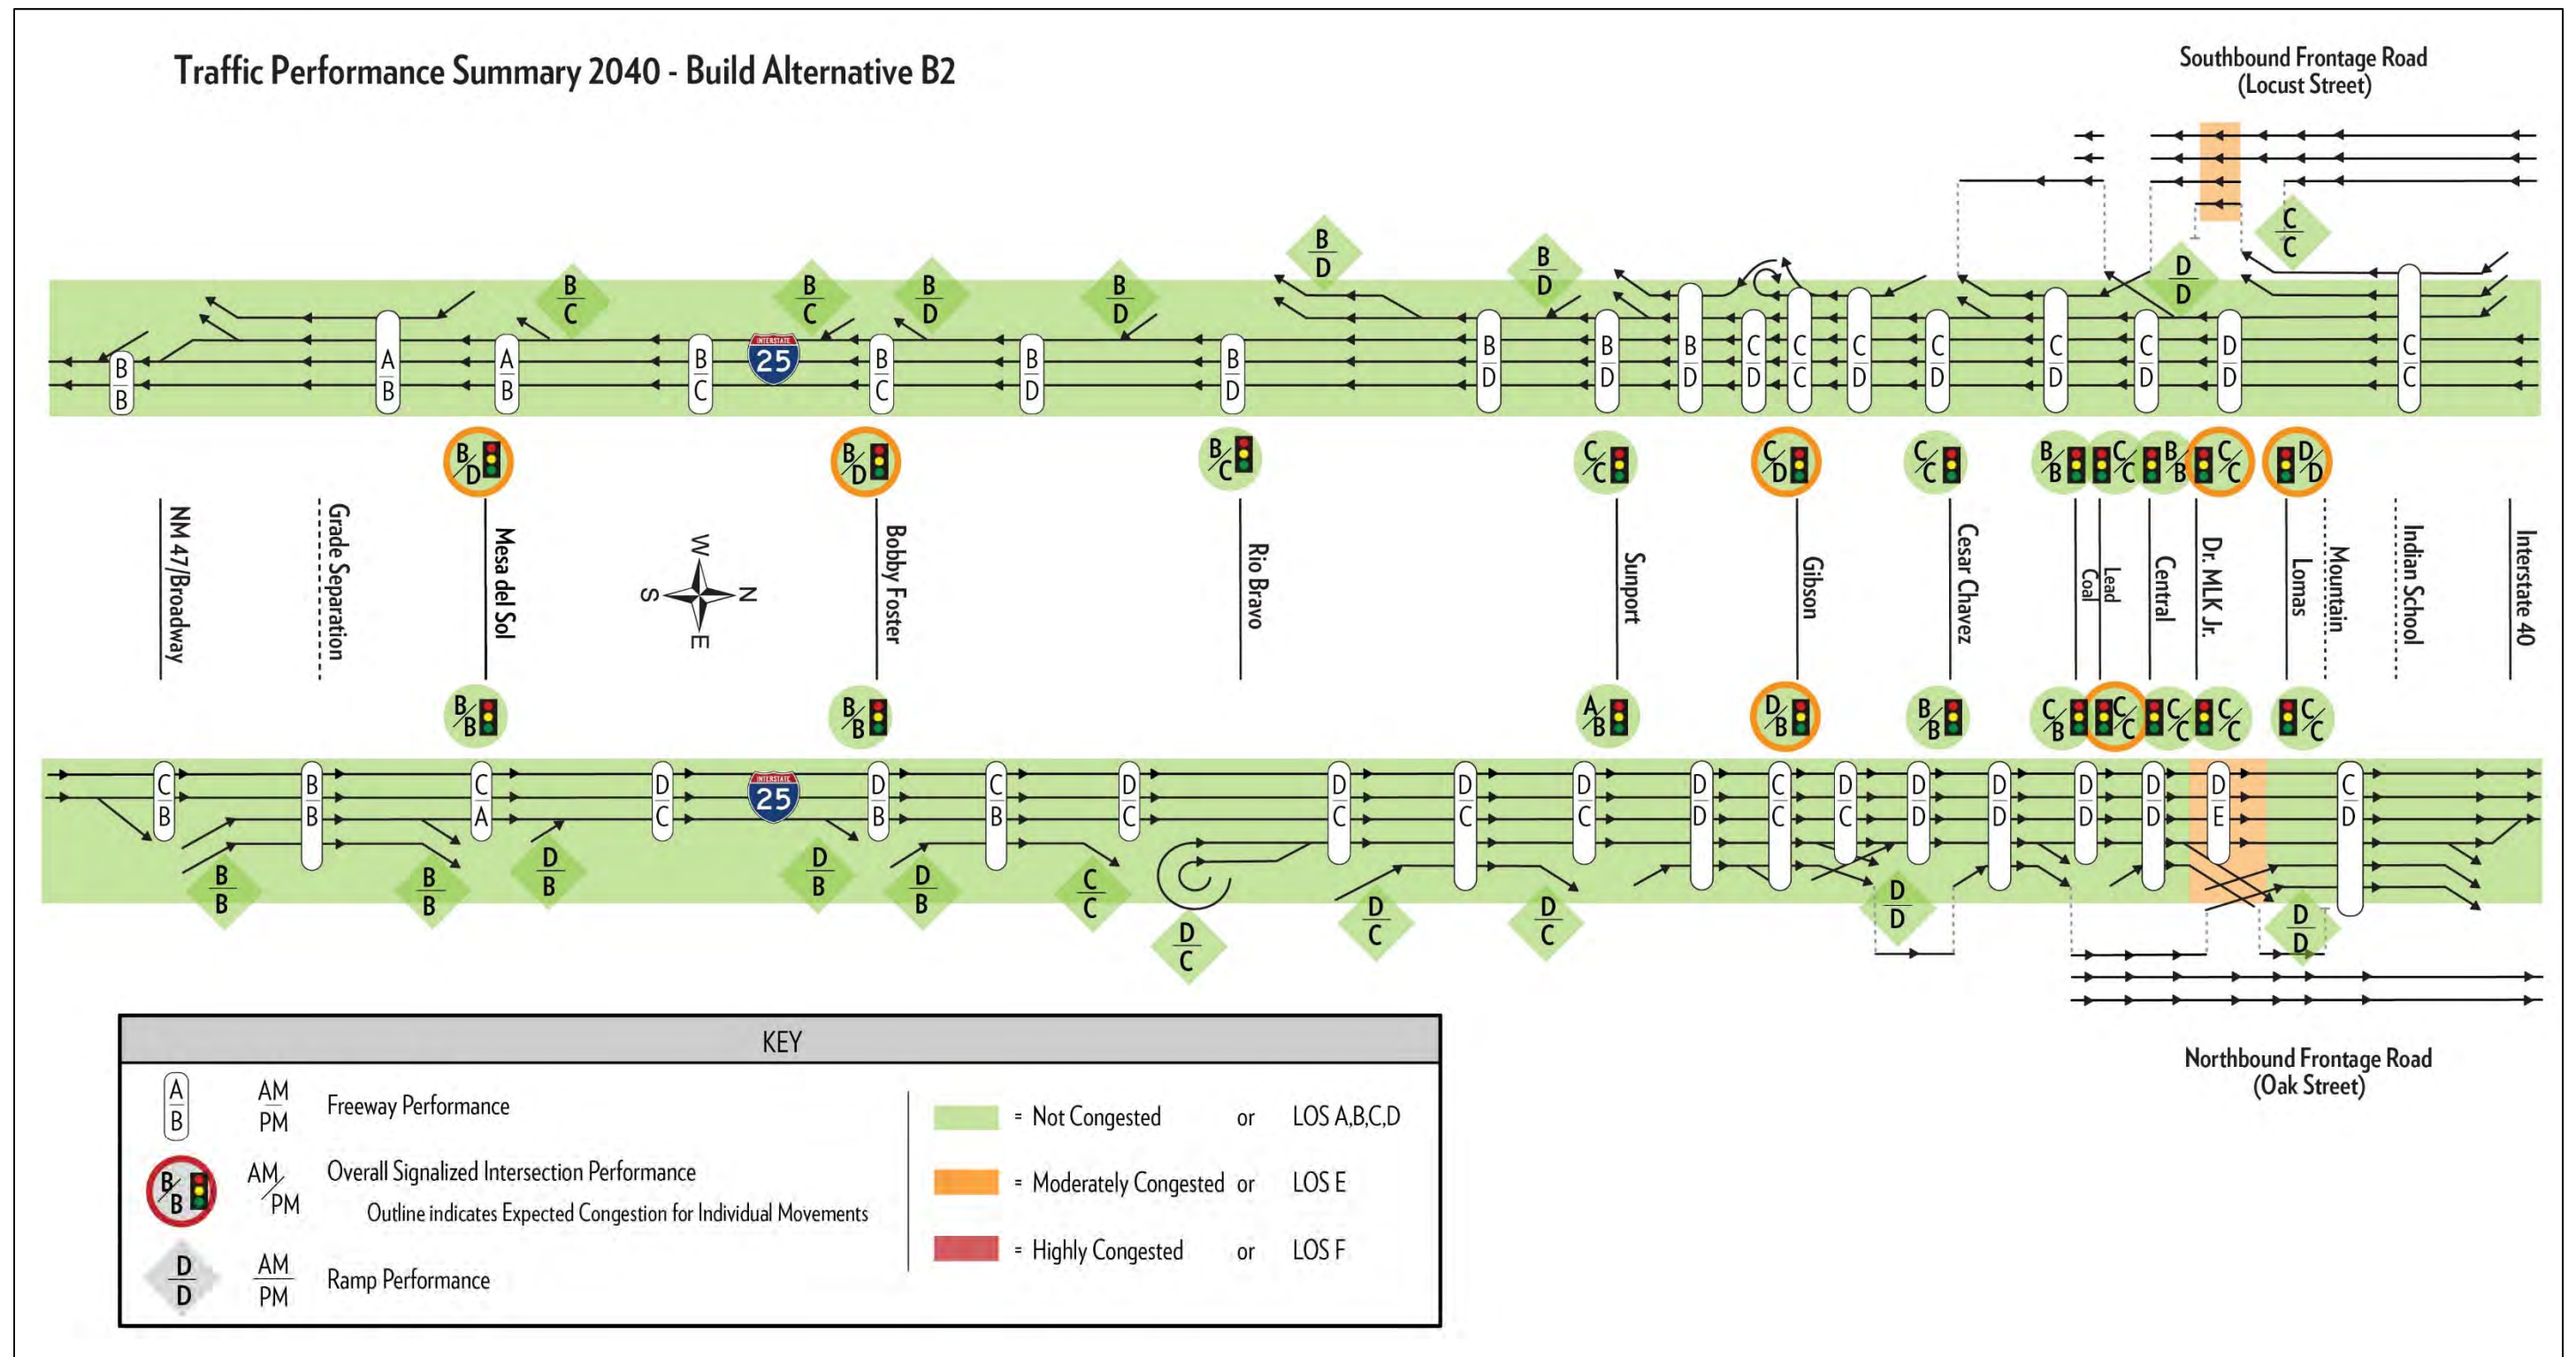 Traffic Performance Summary 2040 - Build Alternative B2
Southbound Frontage Road
(Locust Street)
C
C
D
D
B
D
B
D
B
C
B
C
B
D
B
D
B
B
A
B
A
B
B
C
INTERSTATE
25
B
C
B
D
B
D
B
D
B
D
B
D
C
D
C
C
C
D
C
D
C
D
C
D
D
D
C
C
B/D
B/D
B/C
C/C
C/D
C/C
B/B
C/C
B/B
C/C
D/D
NM 47/Broadway
Grade Separation
Mesa del Sol
W
N
S
E
Bobby Foster
Rio Bravo
Sunport
Gibson
Cesar Chavez
Coal
Lead
Central
Dr. MLK Jr.
Lomas
Mountain
Indian School
Interstate 40
B/B
B/B
A/B
D/B
B/B
C/B
C/C
C/C
C/C
C/C
C
B
B
B
C
A
D
C
INTERSTATE
25
D
B
C
B
D
C
D
C
D
C
D
C
D
D
C
C
D
C
D
D
D
D
D
D
D
D
D
E
C
D
B
B
B
B
D
B
D
B
D
B
C
C
D
C
D
C
D
C
D
D
D
D
Northbound Frontage Road
(Oak Street)
KEY
A
B
AM
PM
Freeway Performance
B/B
AM/PM
Overall Signalized Intersection Performance
Outline indicates Expected Congestion for Individual Movements
D
D
AM
PM
Ramp Performance
= Not Congested or LOS A,B,C,D
= Moderately Congested or LOS E
= Highly Congested or LOS F